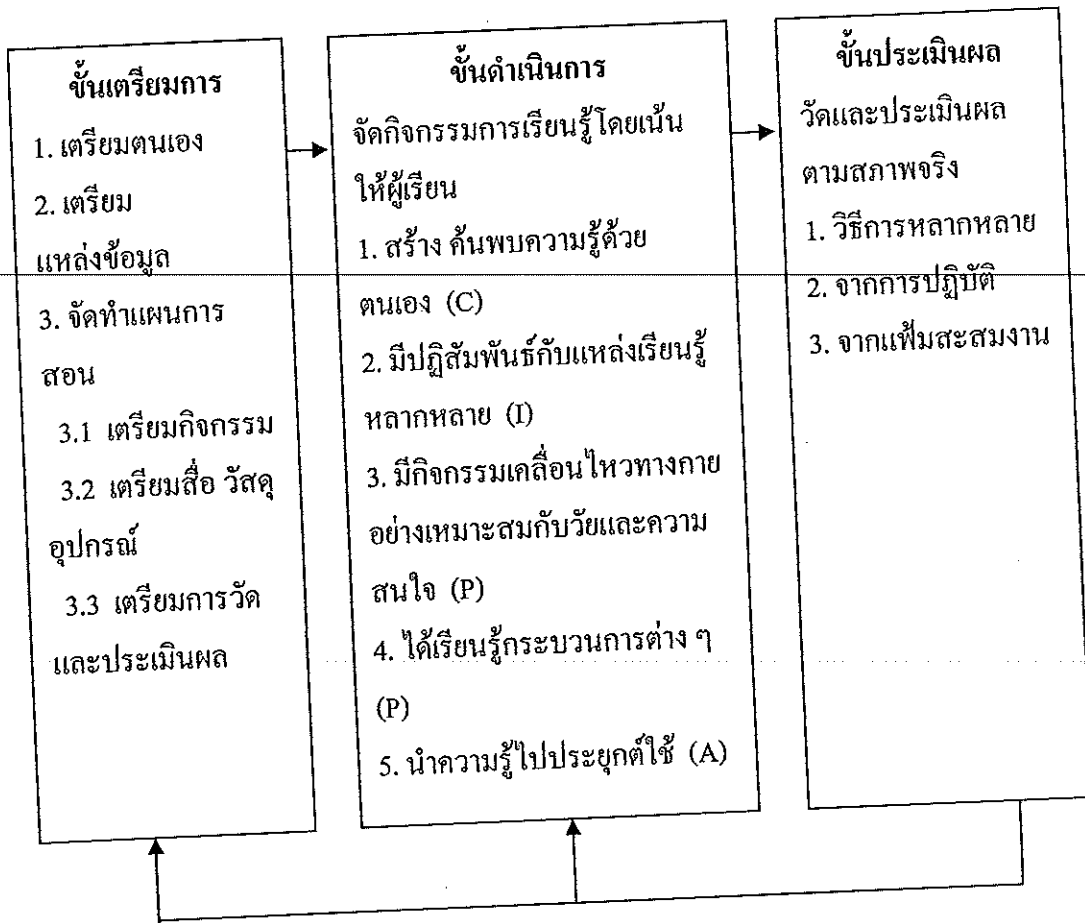 ขั้นเตรียมการ
1. เตรียมตนเอง
2. เตรียม
แหล่งข้อมูล
3. จัดทำแผนการ
สอน
3.1 เตรียมกิจกรรม
3.2 เตรียมสื่อ วัสดุ
อุปกรณ์
3.3 เตรียมการวัด
และประเมินผล
ขั้นดำเนินการ
จัดกิจกรรมการเรียนรู้โดยเน้น
ให้ผู้เรียน
1. สร้าง ค้นพบความรู้ด้วย
ตนเอง (C)
2. มีปฏิสัมพันธ์กับแหล่งเรียนรู้
หลากหลาย (I)
3. มีกิจกรรมเคลื่อนไหวทางกาย
อย่างเหมาะสมกับวัยและความ
สนใจ (P)
4. ได้เรียนรู้กระบวนการต่าง ๆ
(P)
5. นำความรู้ไปประยุกต์ใช้ (A)
ขั้นประเมินผล
วัดและประเมินผล
ตามสภาพจริง
1. วิธีการหลากหลาย
2. จากการปฏิบัติ
3. จากแฟ้มสะสมงาน